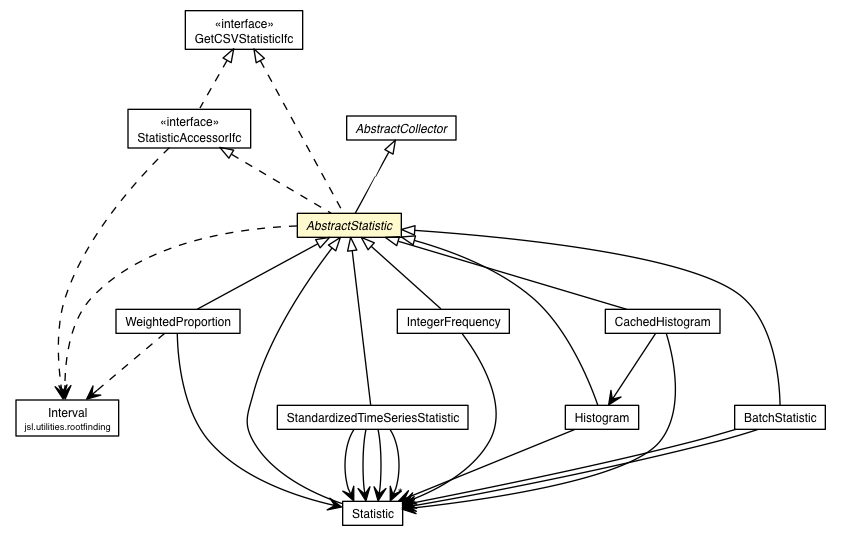 «interface»
GetCSVStatisticIfc
«interface»
StatisticAccessorIfc
AbstractCollector
AbstractStatistic
WeightedProportion
IntegerFrequency
CachedHistogram
Interval
jsl.utilities.rootfinding
StandardizedTimeSeriesStatistic
Histogram
BatchStatistic
Statistic